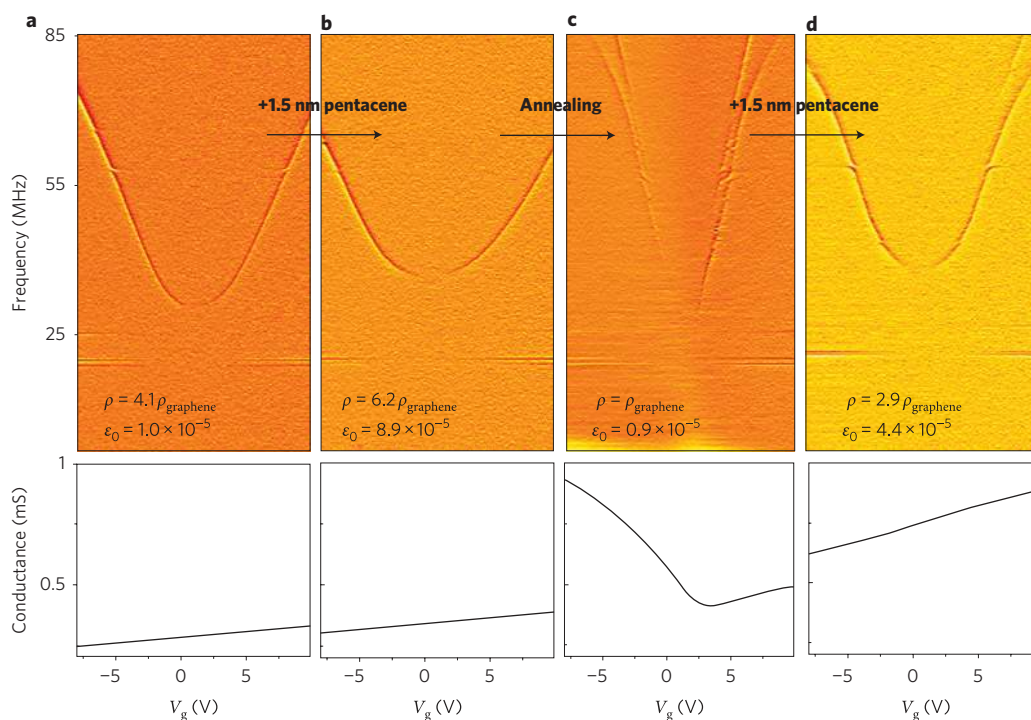 a
b
c
d
85
+1.5 nm pentacene
Annealing
+1.5 nm pentacene
55
25
Frequency (MHz)
ρ = 4.1ρgraphene
ε0 = 1.0 × 10−5
ρ = 6.2ρgraphene
ε0 = 8.9 × 10−5
ρ = ρgraphene
ε0 = 0.9 × 10−5
ρ = 2.9ρgraphene
ε0 = 4.4 × 10−5
1
0.5
Conductance (mS)
−5 0 5
−5 0 5
−5 0 5
−5 0 5
Vg (V)
Vg (V)
Vg (V)
Vg (V)